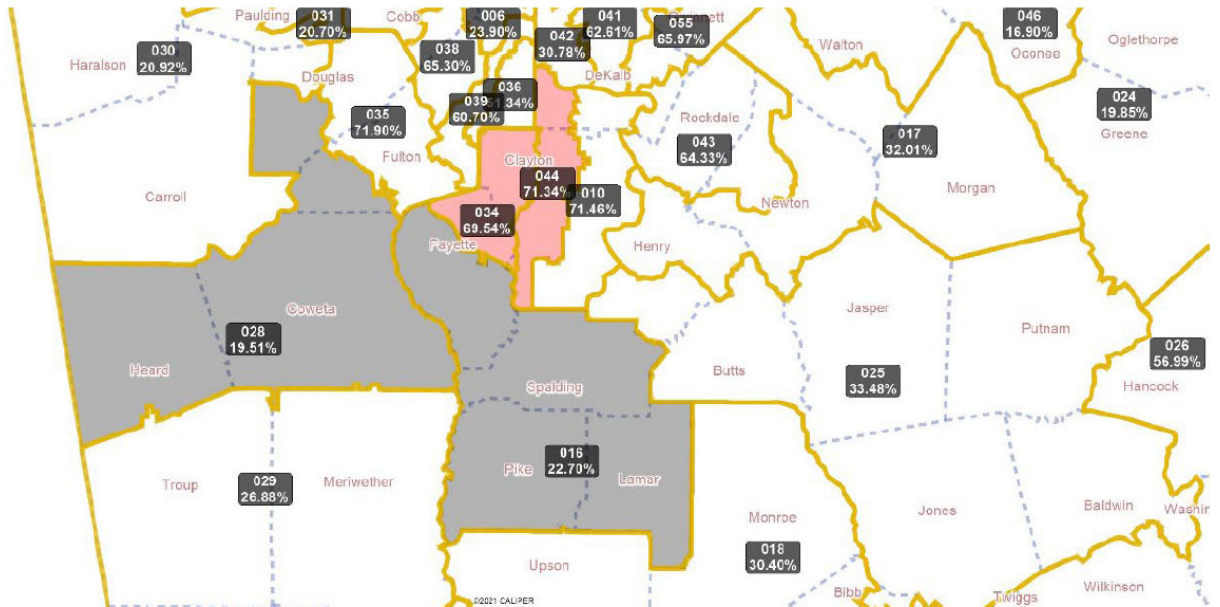 Paulding
031
20.70%
Cobb
006
23.90%
041
62.61%
Gwinnett
055
65.97%
046
16.90%
Oconee
Oglethorpe
030
20.92%
Haralson
038
65.30%
042
30.78%
Walton
Douglas
DeKalb
036
51.34%
039
60.70%
024
19.85%
Greene
035
71.90%
Rockdale
043
64.33%
017
32.01%
Fulton
Clayton
044
71.34%
010
71.46%
Morgan
Carroll
034
69.54%
Newton
Fayette
Henry
Coweta
Jasper
Putnam
028
19.51%
026
56.99%
Heard
Butts
025
33.48%
Hancock
Spalding
016
22.70%
Pike
Lamar
Troup
029
26.88%
Meriwether
Monroe
018
30.40%
Jones
Baldwin
Washin
Upson
Bibb
Twiggs
Wilkinson
©2021 CALIPER